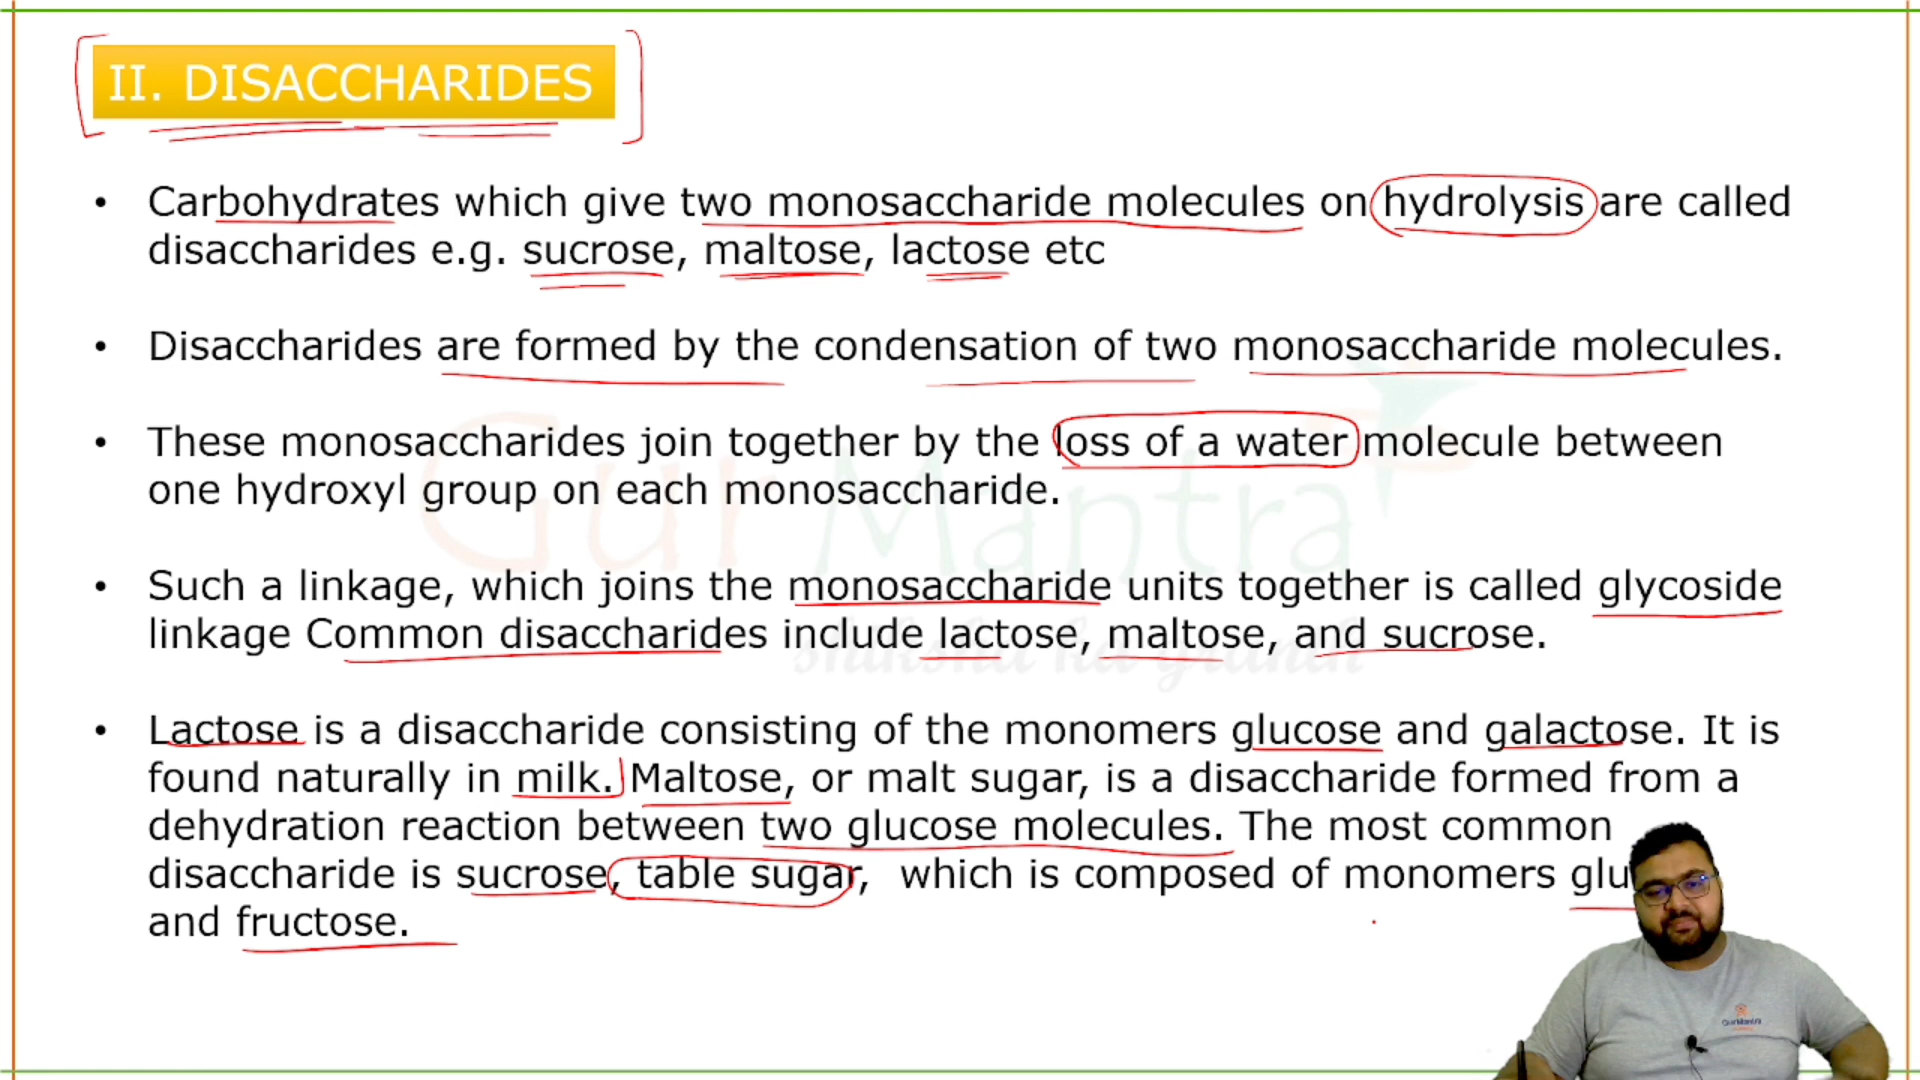 II. DISACCHARIDES
• Carbohydrates which give two monosaccharide molecules on hydrolysis are called
disaccharides e.g. sucrose, maltose, lactose etc
• Disaccharides are formed by the condensation of two monosaccharide molecules.
• These monosaccharides join together by the loss of a water molecule between
one hydroxyl group on each monosaccharide.
• Such a linkage, which joins the monosaccharide units together is called glycoside
linkage Common disaccharides include lactose, maltose, and sucrose.
• Lactose is a disaccharide consisting of the monomers glucose and galactose. It is
found naturally in milk. Maltose, or malt sugar, is a disaccharide formed from a
dehydration reaction between two glucose molecules. The most common
disaccharide is sucrose, table sugar, which is composed of monomers glu
and fructose.
GurMantra
shiksha ka
GurMantra